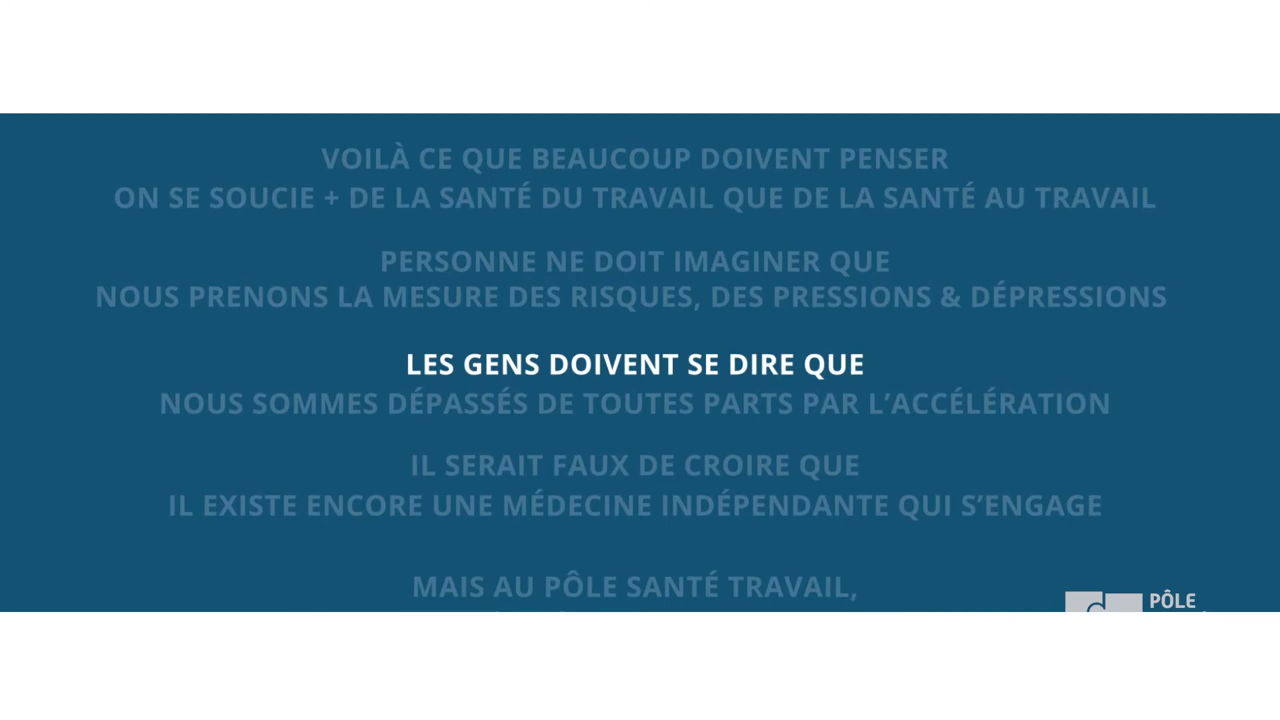 VOILÀ CE QUE BEAUCOUP DOIVENT PENSER
ON SE SOUCIE + DE LA SANTÉ DU TRAVAIL QUE DE LA SANTÉ AU TRAVAIL
PERSONNE NE DOIT IMAGINER QUE
NOUS PRENONS LA MESURE DES RISQUES, DES PRESSIONS & DÉPRESSIONS
LES GENS DOIVENT SE DIRE QUE
NOUS SOMMES DÉPASSÉS DE TOUTES PARTS PAR L’ACCÉLÉRATION
IL SERAIT FAUX DE CROIRE QUE
IL EXISTE ENCORE UNE MÉDECINE INDÉPENDANTE QUI S’ENGAGE
MAIS AU PÔLE SANTÉ TRAVAIL,
PÔLE